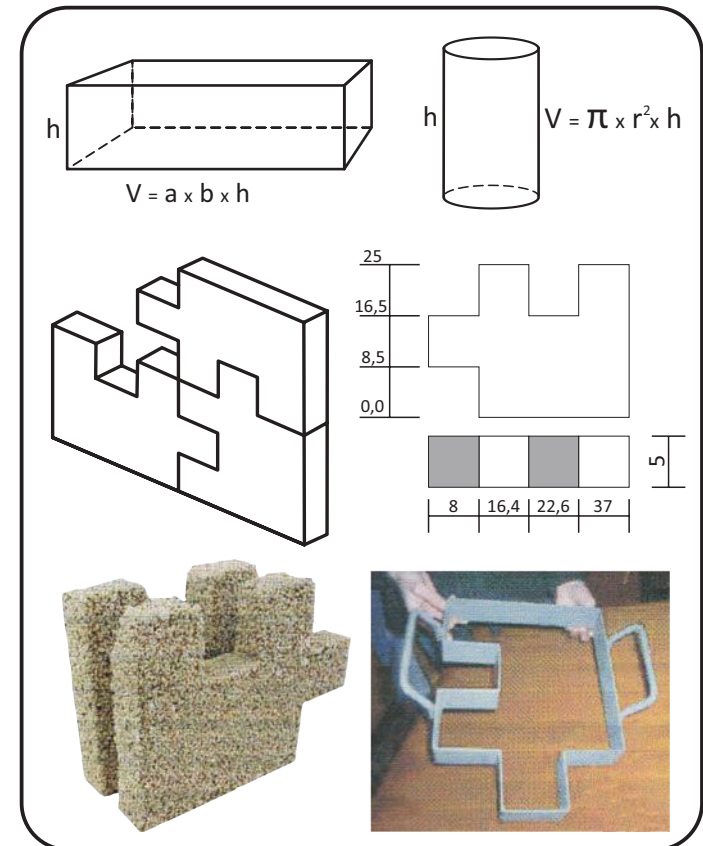 h
V = a x b x h
h
V = π x r² x h
25
16,5
8,5
0,0
5
8 16,4 22,6 37